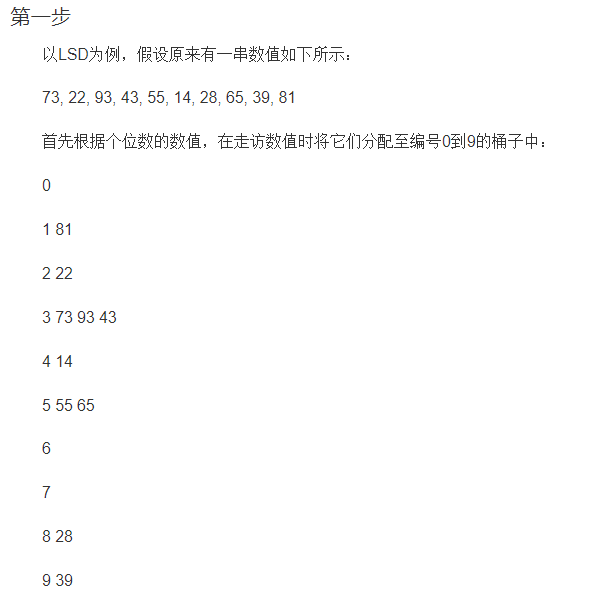 第一步
以LSD为例，假设原来有一串数值如下所示：
73, 22, 93, 43, 55, 14, 28, 65, 39, 81
首先根据个位数的数值，在走访数值时将它们分配至编号0到9的桶子中：
0
1 81
2 22
3 73 93 43
4 14
5 55 65
6
7
8 28
9 39